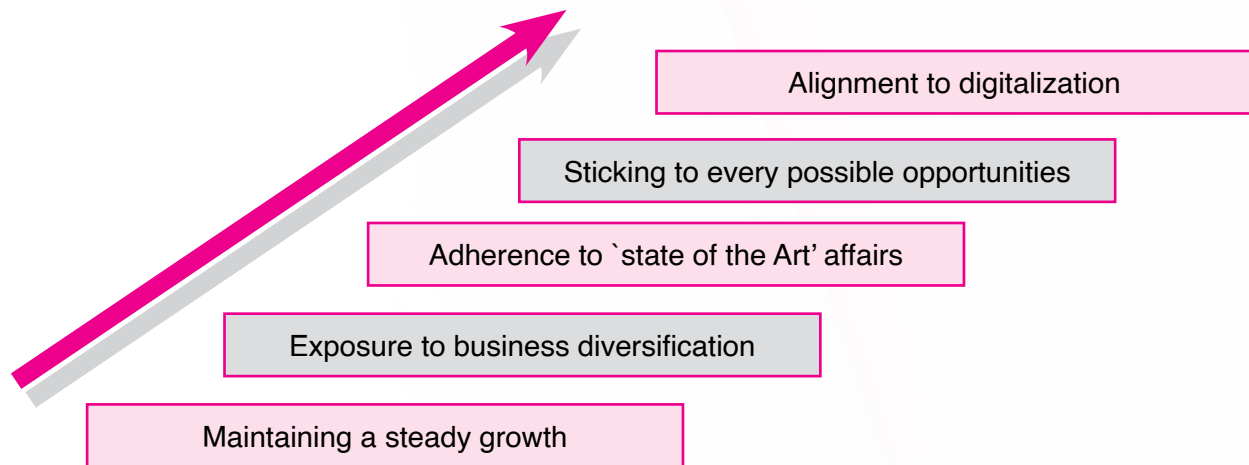 Alignment to digitalization
Sticking to every possible opportunities
Adherence to `state of the Art’ affairs
Exposure to business diversification
Maintaining a steady growth